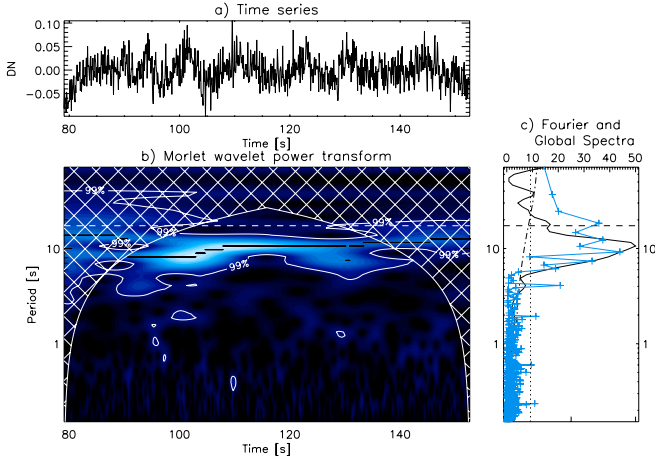 a) Time series
0.10
0.05
0.00
-0.05
DN
80 100 120 140
Time [s]
b) Morlet wavelet power transform
99%
99%
99%
99%
99%
10
1
Period [s]
80 100 120 140
Time [s]
c) Fourier and
Global Spectra
0 10 20 30 40 50
10
1
0 10